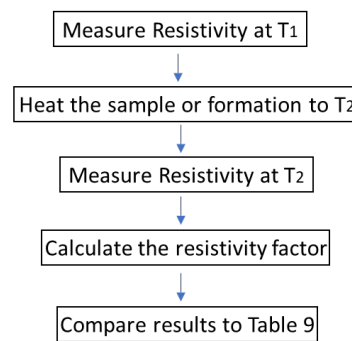 Measure Resistivity at T1
Heat the sample or formation to T2
Measure Resistivity at T2
Calculate the resistivity factor
Compare results to Table 9